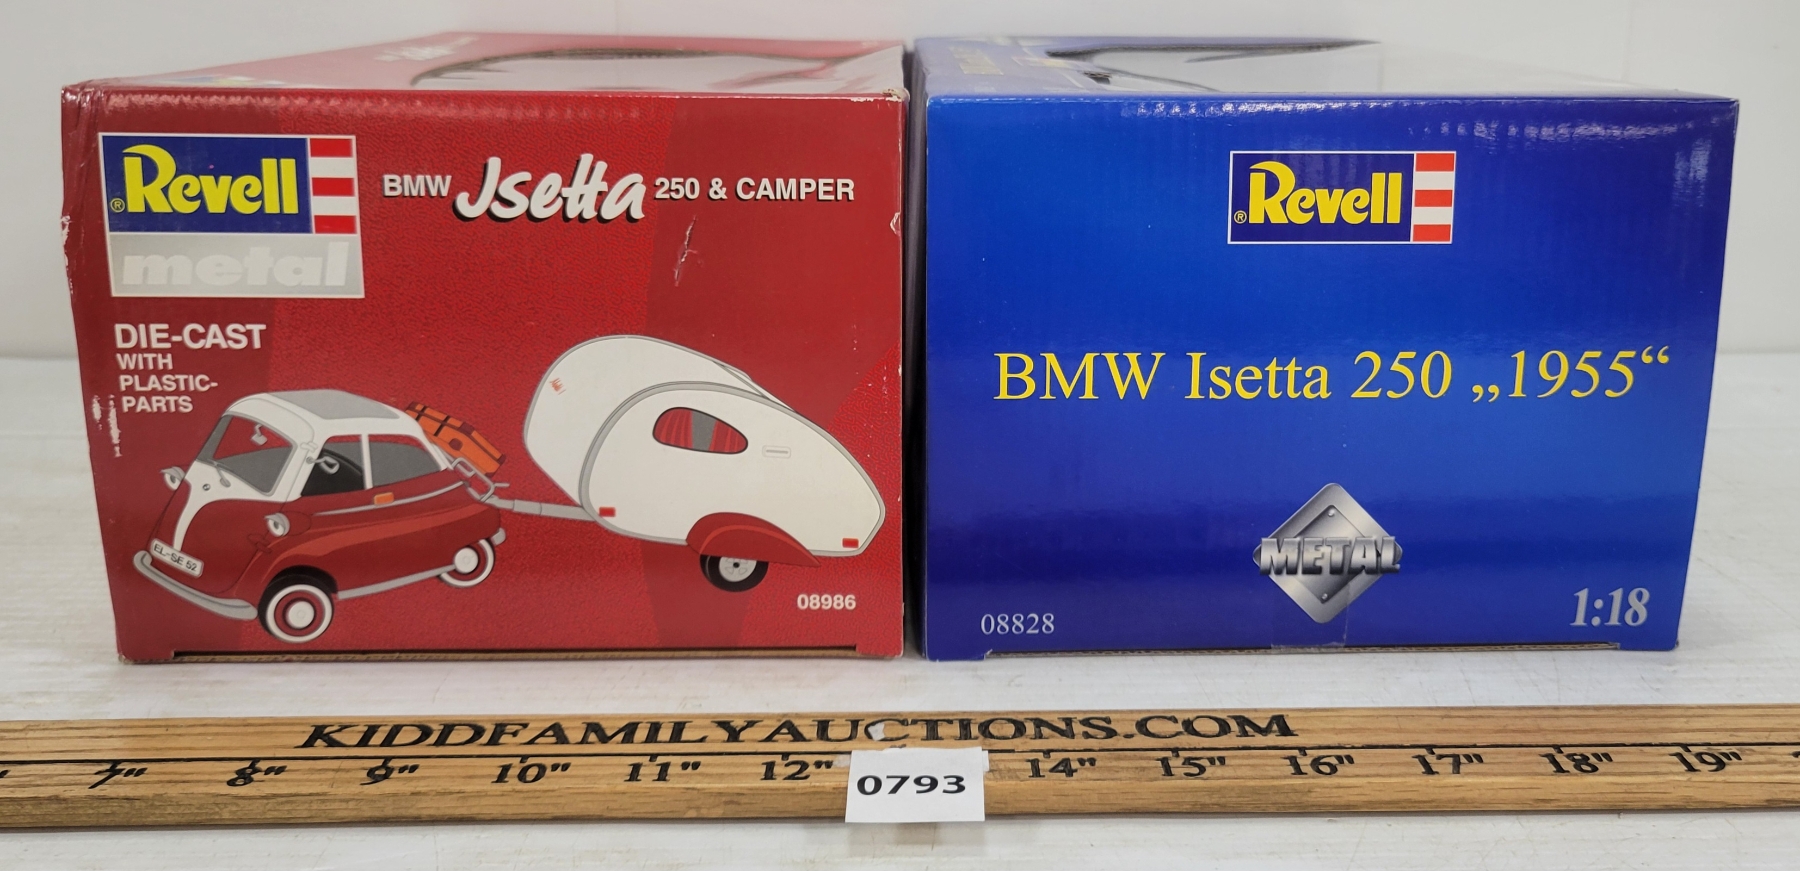 ® Revell
metal
BMW Isetta 250 & CAMPER
DIE-CAST
WITH
PLASTIC-
PARTS
EL-SE 52
08986
® Revell
BMW Isetta 250 „1955“
METAL
08828
1:18
KIDDFAMILYAUCTIONS.COM
7" 8" 9" 10" 11" 12" 14" 15" 16" 17" 18" 19"
0793